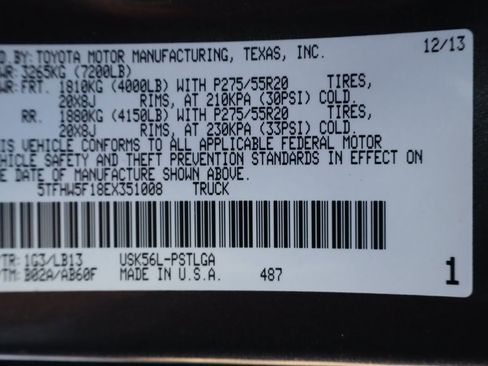 D.BY: TOYOTA MOTOR MANUFACTURING, TEXAS, INC. 12/13
WR: 3265KG (7200LB)
WR: FRT. 1810KG (4000LB) WITH P275/55R20 TIRES,
20X8J RIMS, AT 210KPA (30PSI) COLD.
RR. 1880KG (4150LB) WITH P275/55R20 TIRES,
20X8J RIMS, AT 230KPA (33PSI) COLD.
IS VEHICLE CONFORMS TO ALL APPLICABLE FEDERAL MOTOR
HICLE SAFETY AND THEFT PREVENTION STANDARDS IN EFFECT ON
E DATE OF MANUFACTURE SHOWN ABOVE.
5TFHW5F18EX351008 TRUCK
TR: 1G3/LB13 USK56L-PSTLGA
TM: B02A/AB60F MADE IN U.S.A. 487 1